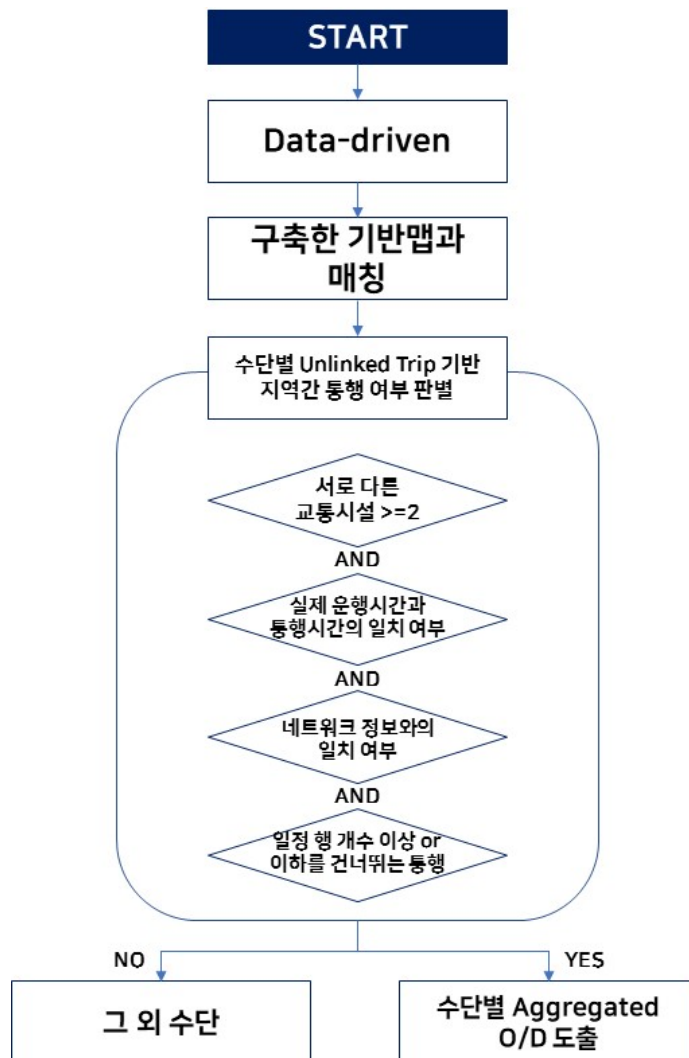 START
Data-driven
구축한 기반맵과
매칭
수단별 Unlinked Trip 기반
지역간 통행 여부 판별
서로 다른
교통시설 >=2
AND
실제 운행시간과
통행시간의 일치 여부
AND
네트워크 정보와의
일치 여부
AND
일정 행 개수 이상 or
이하를 건너뛰는 통행
NO
YES
그 외 수단
수단별 Aggregated
O/D 도출